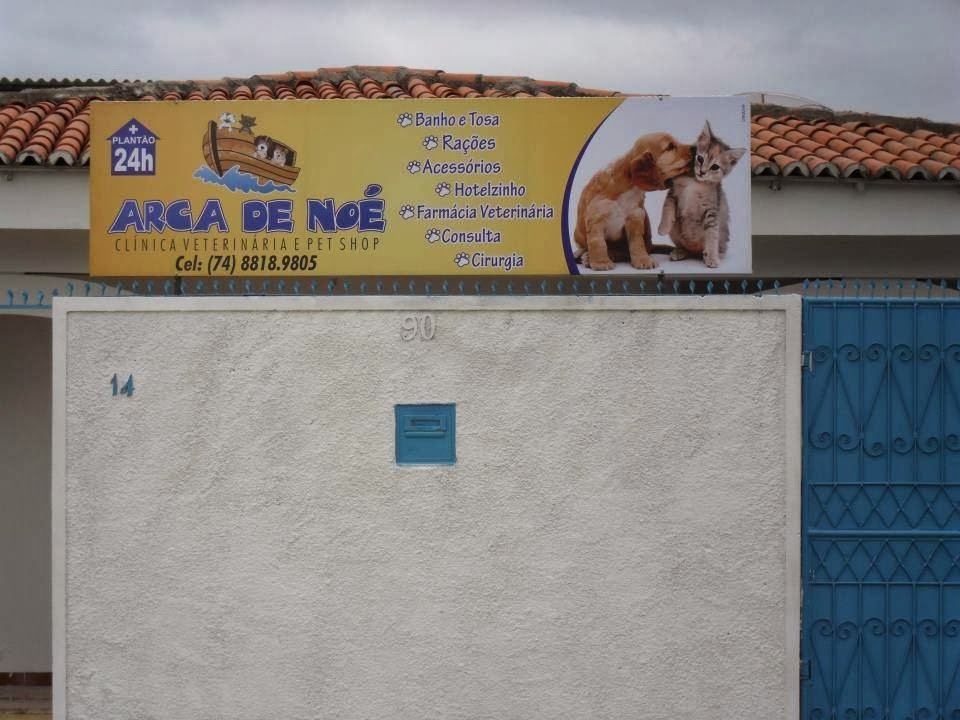 PLANTÃO
24h
ARCA DE NOÉ
CLÍNICA VETERINÁRIA E PET SHOP
Cel: (74) 8818.9805
Banho e Tosa
Rações
Acessórios
Hotelzinho
Farmácia Veterinária
Consulta
Cirurgia
90
14